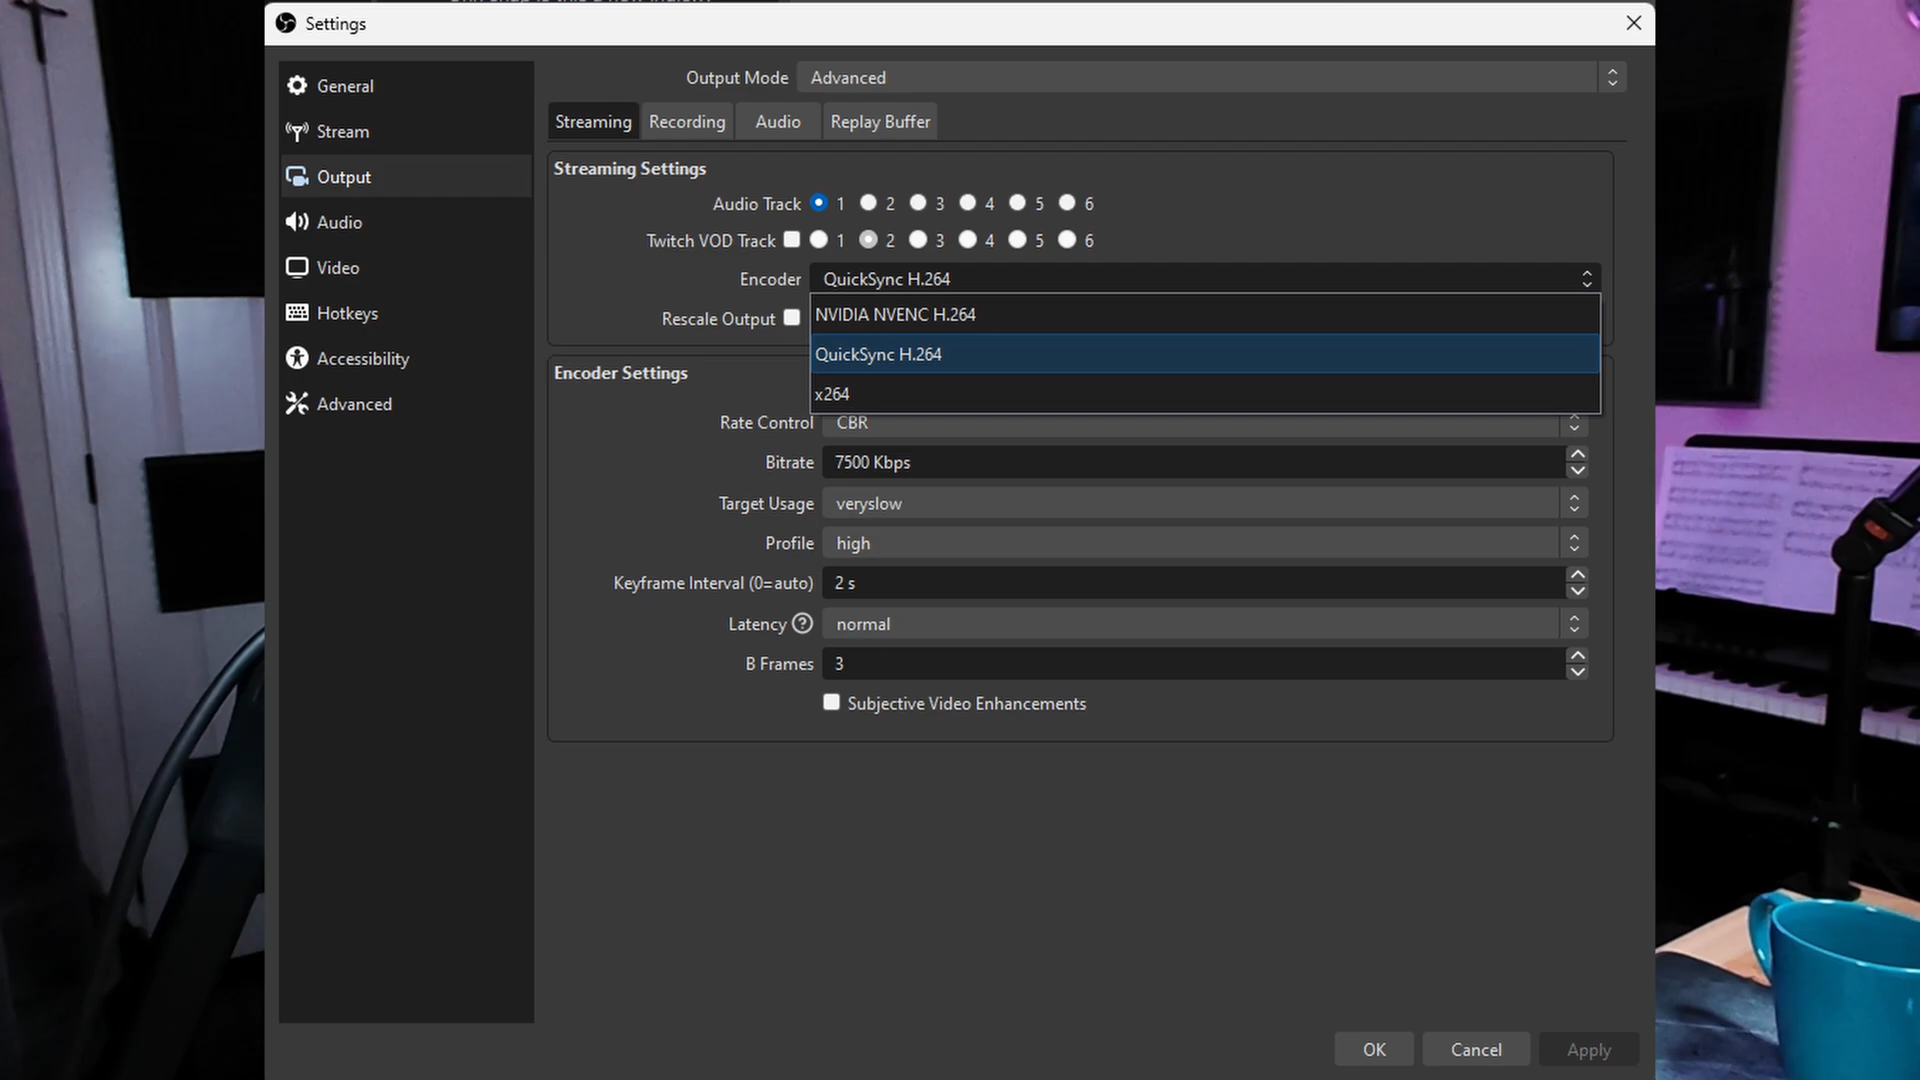 Settings
General
Stream
Output
Audio
Video
Hotkeys
Accessibility
Advanced
Output Mode Advanced
Streaming Recording Audio Replay Buffer
Streaming Settings
Audio Track 1 2 3 4 5 6
Twitch VOD Track 1 2 3 4 5 6
Encoder QuickSync H.264
NVIDIA NVENC H.264
Rescale Output
QuickSync H.264
Encoder Settings
x264
Rate Control CBR
Bitrate 7500 Kbps
Target Usage veryslow
Profile high
Keyframe Interval (0=auto) 2 s
Latency ? normal
B Frames 3
Subjective Video Enhancements
OK Cancel Apply